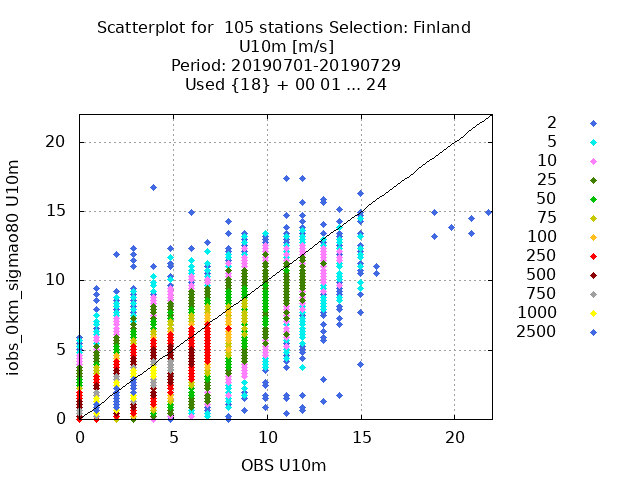 Scatterplot for  105 stations Selection: Finland
U10m [m/s]
Period: 20190701-20190729
Used {18} + 00 01 ... 24
iobs_0km_sigmao80 U10m
20
15
10
5
0
0 5 10 15 20
OBS U10m
2
5
10
25
50
75
100
250
500
750
1000
2500